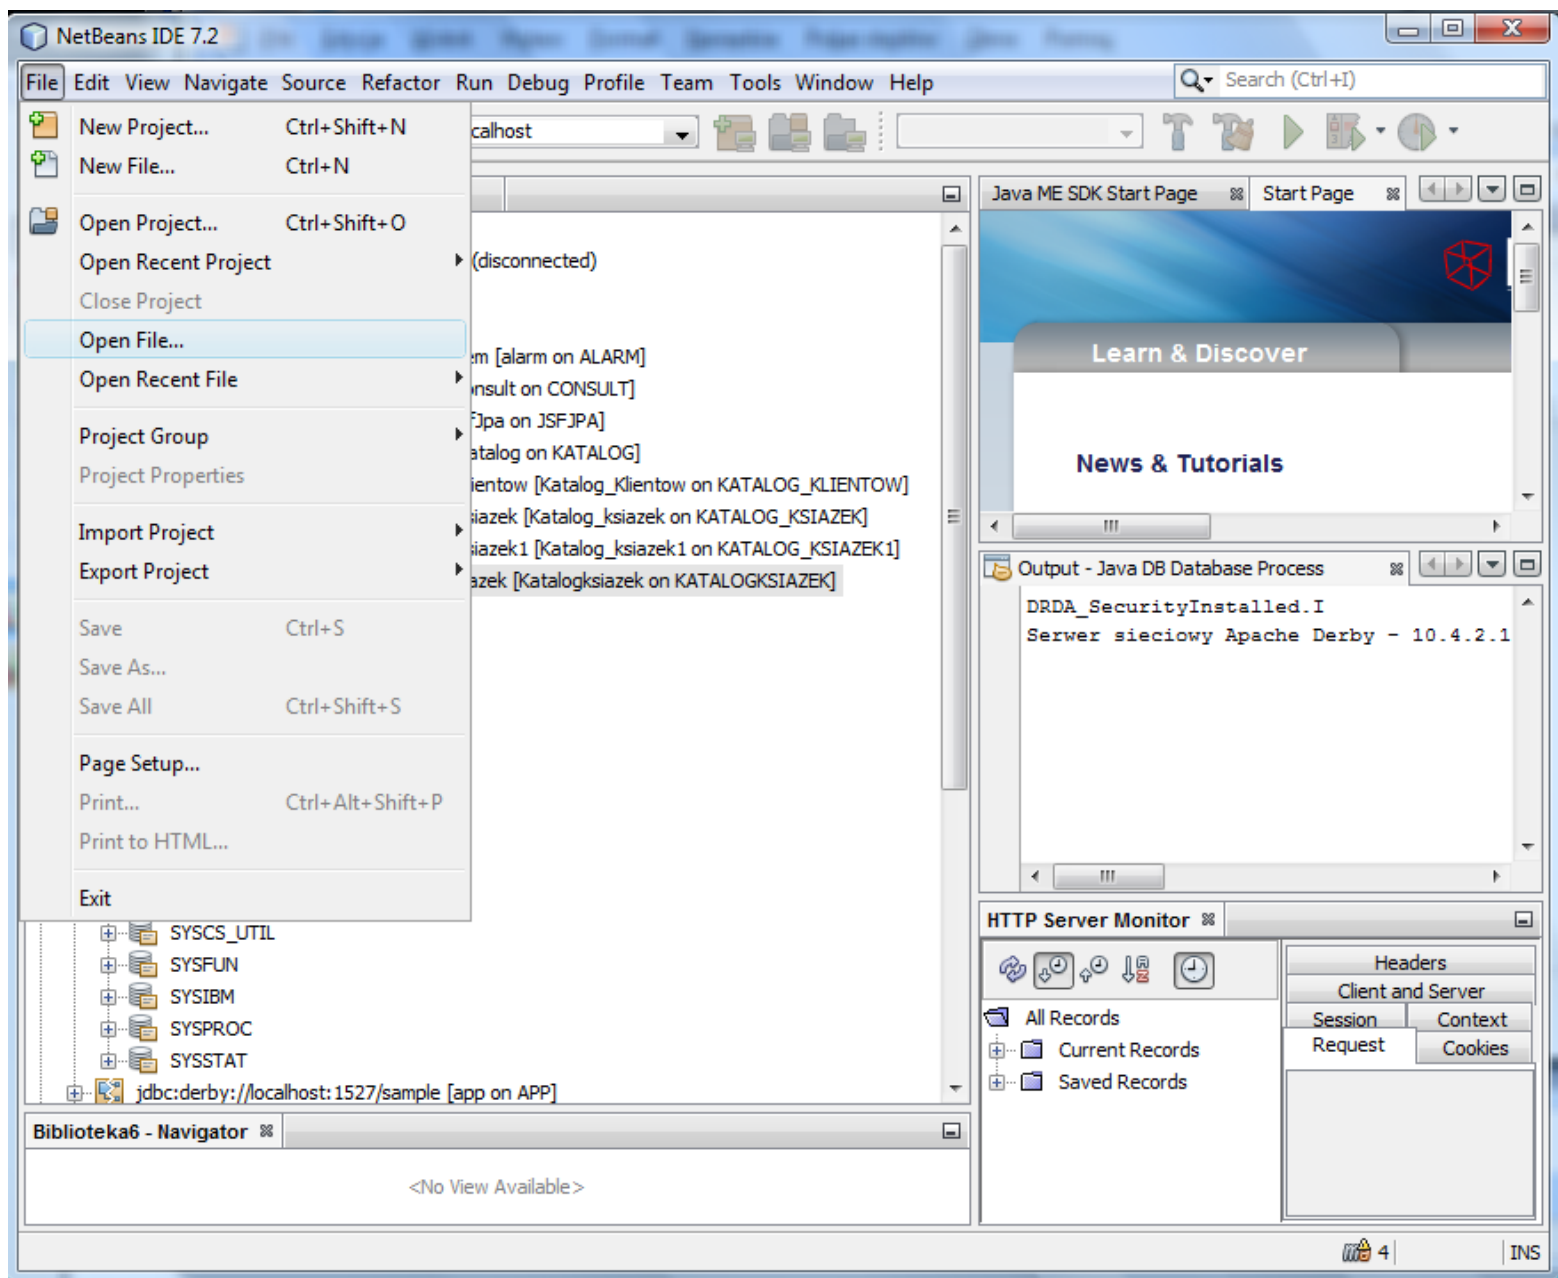 NetBeans IDE 7.2
File Edit View Navigate Source Refactor Run Debug Profile Team Tools Window Help
Search (Ctrl+I)
New Project... Ctrl+Shift+N
New File... Ctrl+N
Open Project... Ctrl+Shift+O
Open Recent Project
Close Project
Open File...
Open Recent File
Project Group
Project Properties
Import Project
Export Project
Save Ctrl+S
Save As...
Save All Ctrl+Shift+S
Page Setup...
Print... Ctrl+Alt+Shift+P
Print to HTML...
Exit
calhost
(disconnected)
em [alarm on ALARM]
onsult on CONSULT]
fJpa on JSFJPA]
atalog on KATALOG]
lientow [Katalog_Klientow on KATALOG_KLIENTOW]
siazek [Katalog_ksiazek on KATALOG_KSIAZEK]
siazek1 [Katalog_ksiazek1 on KATALOG_KSIAZEK1]
azek [Katalogksiazek on KATALOGKSIAZEK]
SYSCS_UTIL
SYSFUN
SYSIBM
SYSPROC
SYSSTAT
jdbc:derby://localhost:1527/sample [app on APP]
Biblioteka6 - Navigator
<No View Available>
Java ME SDK Start Page
Start Page
Learn & Discover
News & Tutorials
Output - Java DB Database Process
DRDA_SecurityInstalled.I
Serwer sieciowy Apache Derby - 10.4.2.1
HTTP Server Monitor
All Records
Current Records
Saved Records
Headers
Client and Server
Session Context
Request Cookies
4 INS